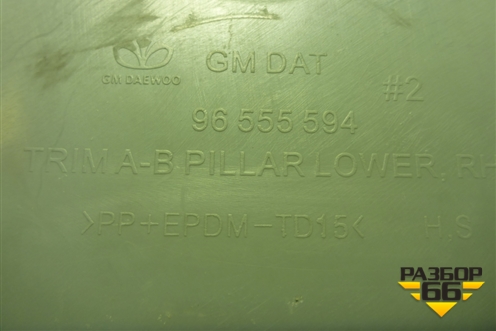 GM DAT
GM DAEWOO
#2
96 555 594
TRIM A-B PILLAR LOWER, RH
>PP+EPDM-TD15<
H.S
РАЗБОР
66